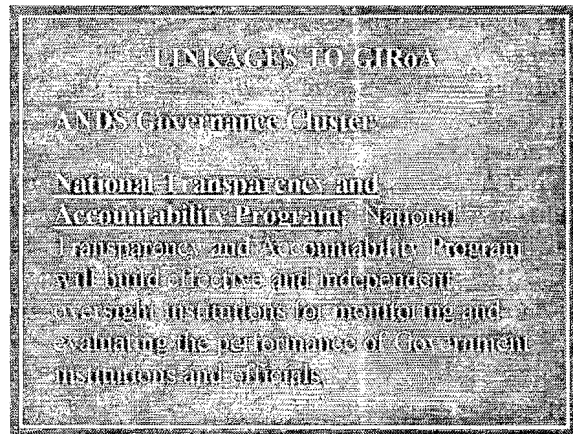 LINKAGES TO GIRoA
ANDS Governance Cluster
National Transparency and
Accountability Program: National
Transparency and Accountability Program
will build effective and independent
oversight institutions for monitoring and
evaluating the performance of Government
institutions and officials.